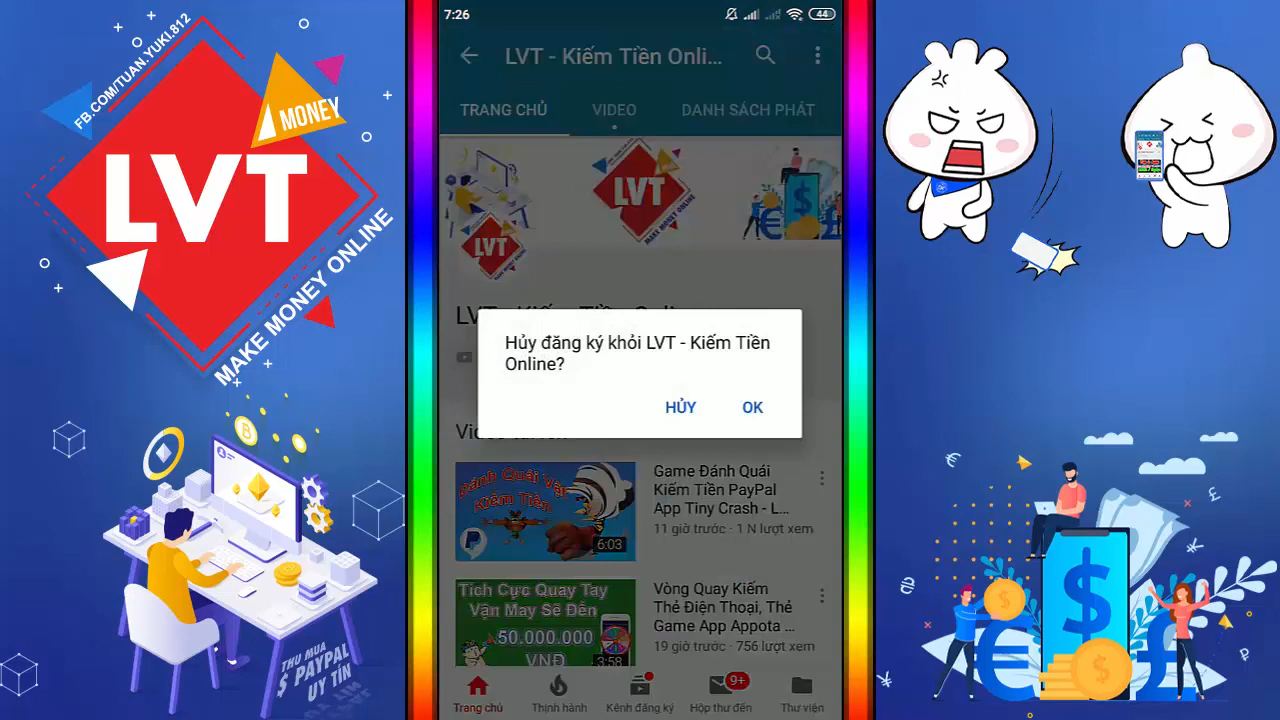 FB.COM/TUAN.YUKI.812
MONEY
LVT
MAKE MONEY ONLINE
THU MUA
$ PAYPAL
UY TÍN
7:26
44
LVT - Kiếm Tiền Onli...
TRANG CHỦ
VIDEO
DANH SÁCH PHÁT
LVT
MAKE MONEY ONLINE
LVT
Hủy đăng ký khỏi LVT - Kiếm Tiền
Online?
HỦY
OK
Đánh Quái Vật
Kiếm Tiền
6:03
Game Đánh Quái
Kiếm Tiền PayPal
App Tiny Crash - L...
11 giờ trước · 1 N lượt xem
Tích Cực Quay Tay
Vận May Sẽ Đến
50.000.000
VNĐ
3:58
Vòng Quay Kiếm
Thẻ Điện Thoại, Thẻ
Game App Appota ...
19 giờ trước · 756 lượt xem
Trang chủ
Thịnh hành
Kênh đăng ký
9+
Hộp thư đến
Thư viện